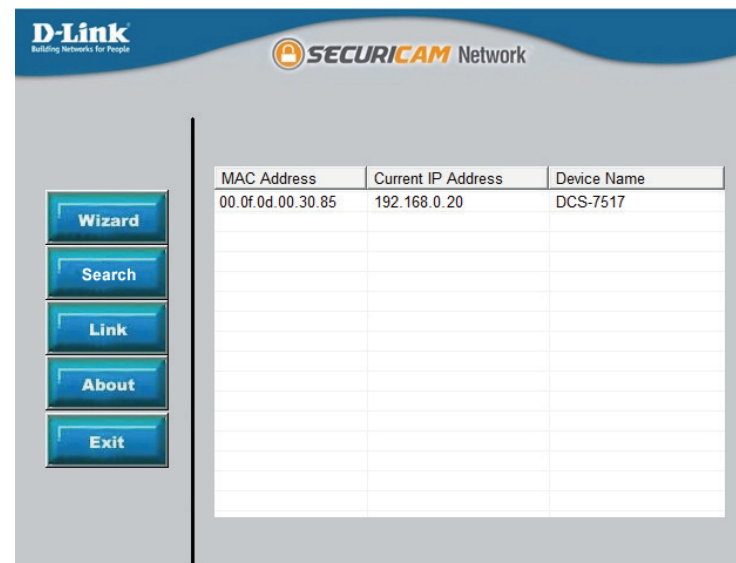 D-Link
Building Networks for People
SECURICAM Network
MAC Address Current IP Address Device Name
00.0f.0d.00.30.85 192.168.0.20 DCS-7517
Wizard
Search
Link
About
Exit